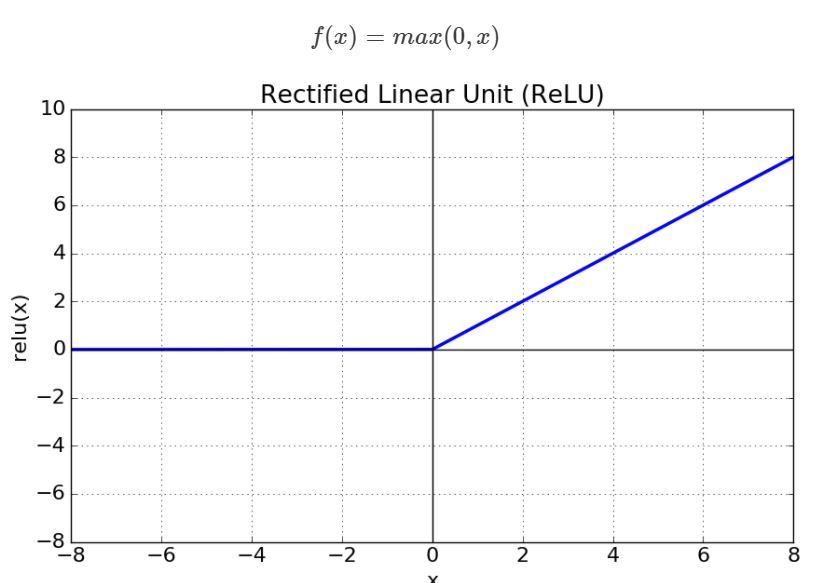 f(x) = max(0, x)
Rectified Linear Unit (ReLU)
10
8
6
4
2
0
−2
−4
−6
−8
relu(x)
−8 −6 −4 −2 0 2 4 6 8
x